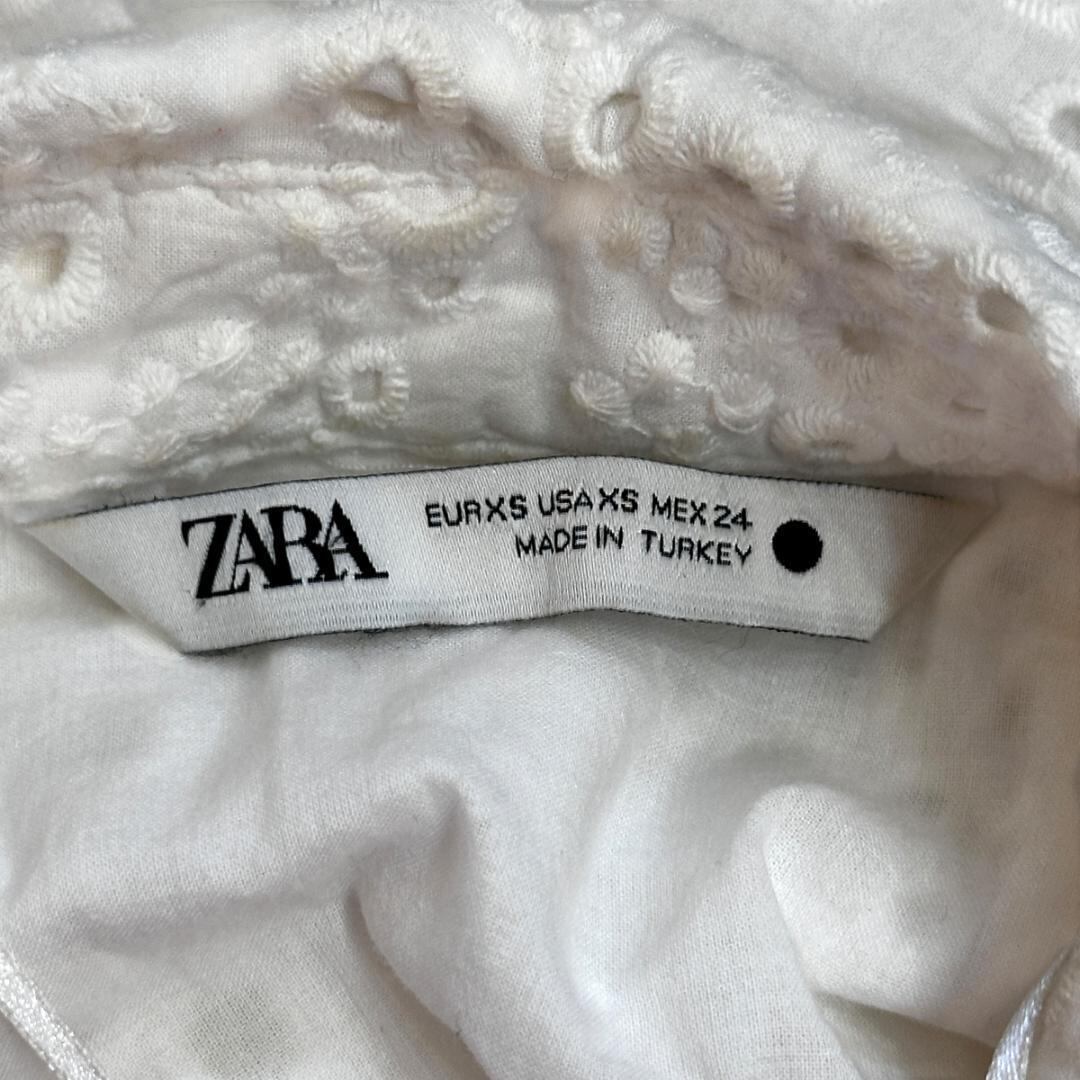 ZARA
EUR XS USA XS MEX 24
MADE IN TURKEY